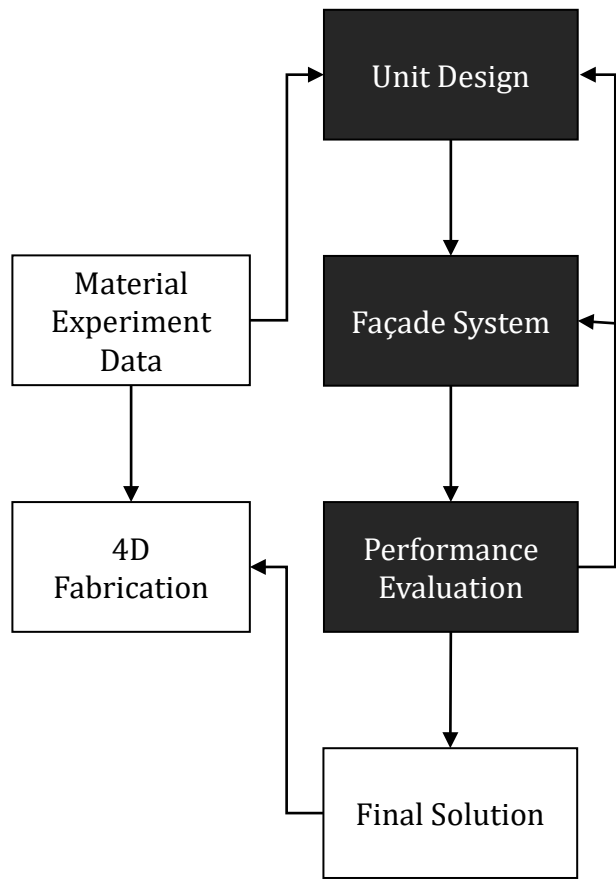 Unit Design
Material
Experiment
Data
Façade System
4D
Fabrication
Performance
Evaluation
Final Solution